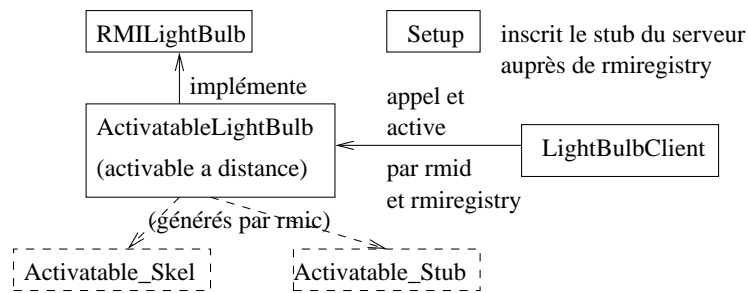 RMILightBulb
Setup
inscrit le stub du serveur
auprès de rmiregistry
implémente
ActivatableLightBulb
(activable a distance)
appel et
active
par rmid
et rmiregistry
LightBulbClient
(générés par rmic)
Activatable_Skel
Activatable_Stub